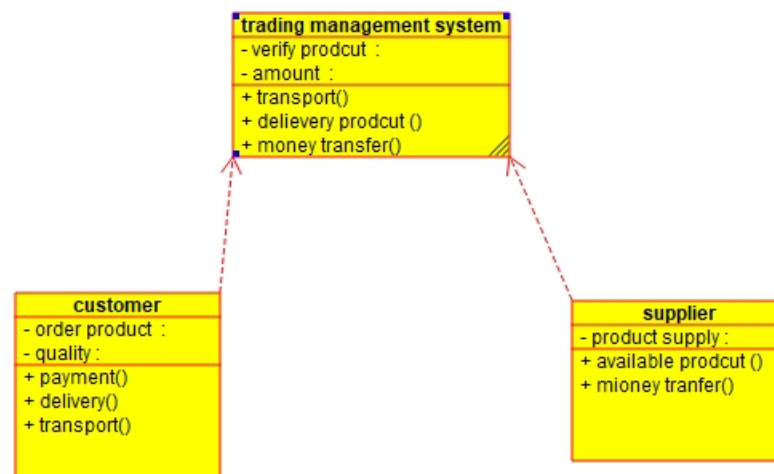 trading management system
- verify prodcut :
- amount :
+ transport()
+ delievery prodcut ()
+ money transfer()
customer
- order product :
- quality :
+ payment()
+ delivery()
+ transport()
supplier
- product supply :
+ available prodcut ()
+ mioney tranfer()